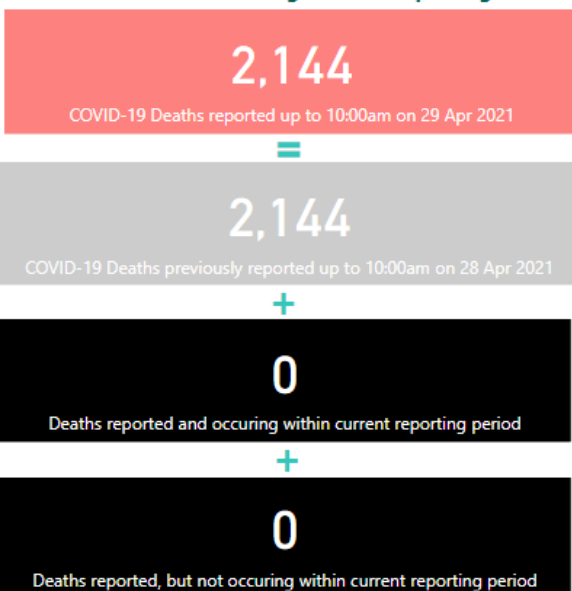 2,144
COVID-19 Deaths reported up to 10:00am on 29 Apr 2021
=
2,144
COVID-19 Deaths previously reported up to 10:00am on 28 Apr 2021
+
0
Deaths reported and occuring within current reporting period
+
0
Deaths reported, but not occuring within current reporting period